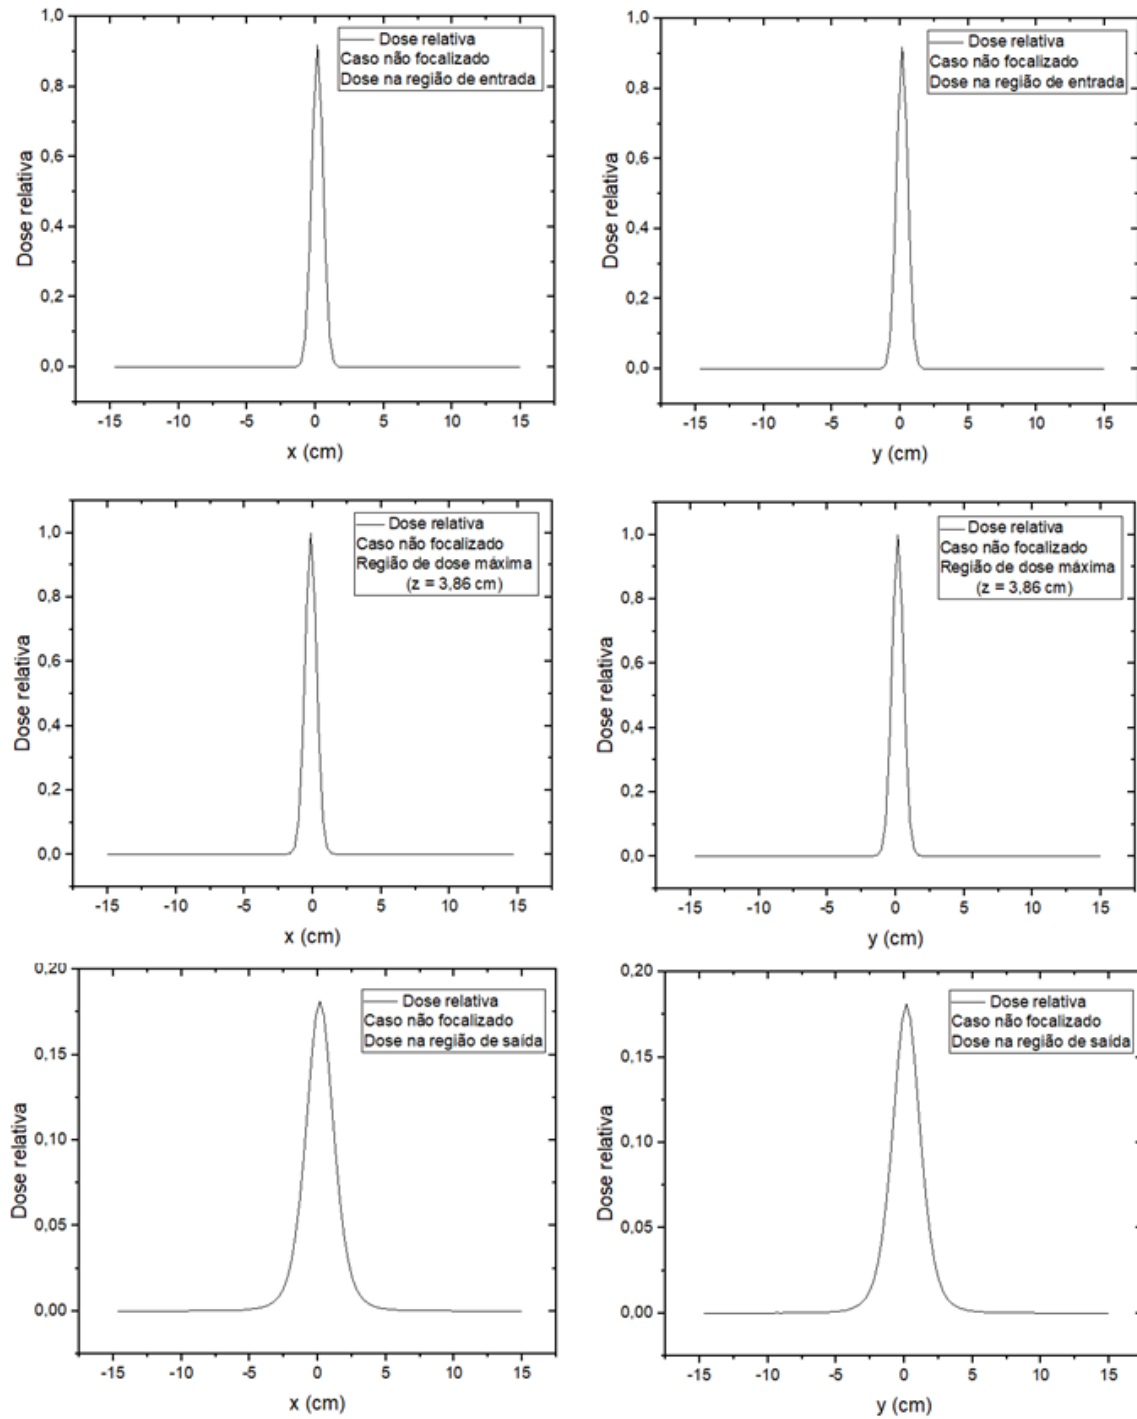 1,0
0,8
0,6
0,4
0,2
0,0
Dose relativa
Dose relativa
Caso não focalizado
Dose na região de entrada
-15 -10 -5 0 5 10 15
x (cm)
1,0
0,8
0,6
0,4
0,2
0,0
Dose relativa
Dose relativa
Caso não focalizado
Dose na região de entrada
-15 -10 -5 0 5 10 15
y (cm)
1,0
0,8
0,6
0,4
0,2
0,0
Dose relativa
Dose relativa
Caso não focalizado
Região de dose máxima
(z = 3,86 cm)
-15 -10 -5 0 5 10 15
x (cm)
1,0
0,8
0,6
0,4
0,2
0,0
Dose relativa
Dose relativa
Caso não focalizado
Região de dose máxima
(z = 3,86 cm)
-15 -10 -5 0 5 10 15
y (cm)
0,20
0,15
0,10
0,05
0,00
Dose relativa
Dose relativa
Caso não focalizado
Dose na região de saída
-15 -10 -5 0 5 10 15
x (cm)
0,20
0,15
0,10
0,05
0,00
Dose relativa
Dose relativa
Caso não focalizado
Dose na região de saída
-15 -10 -5 0 5 10 15
y (cm)